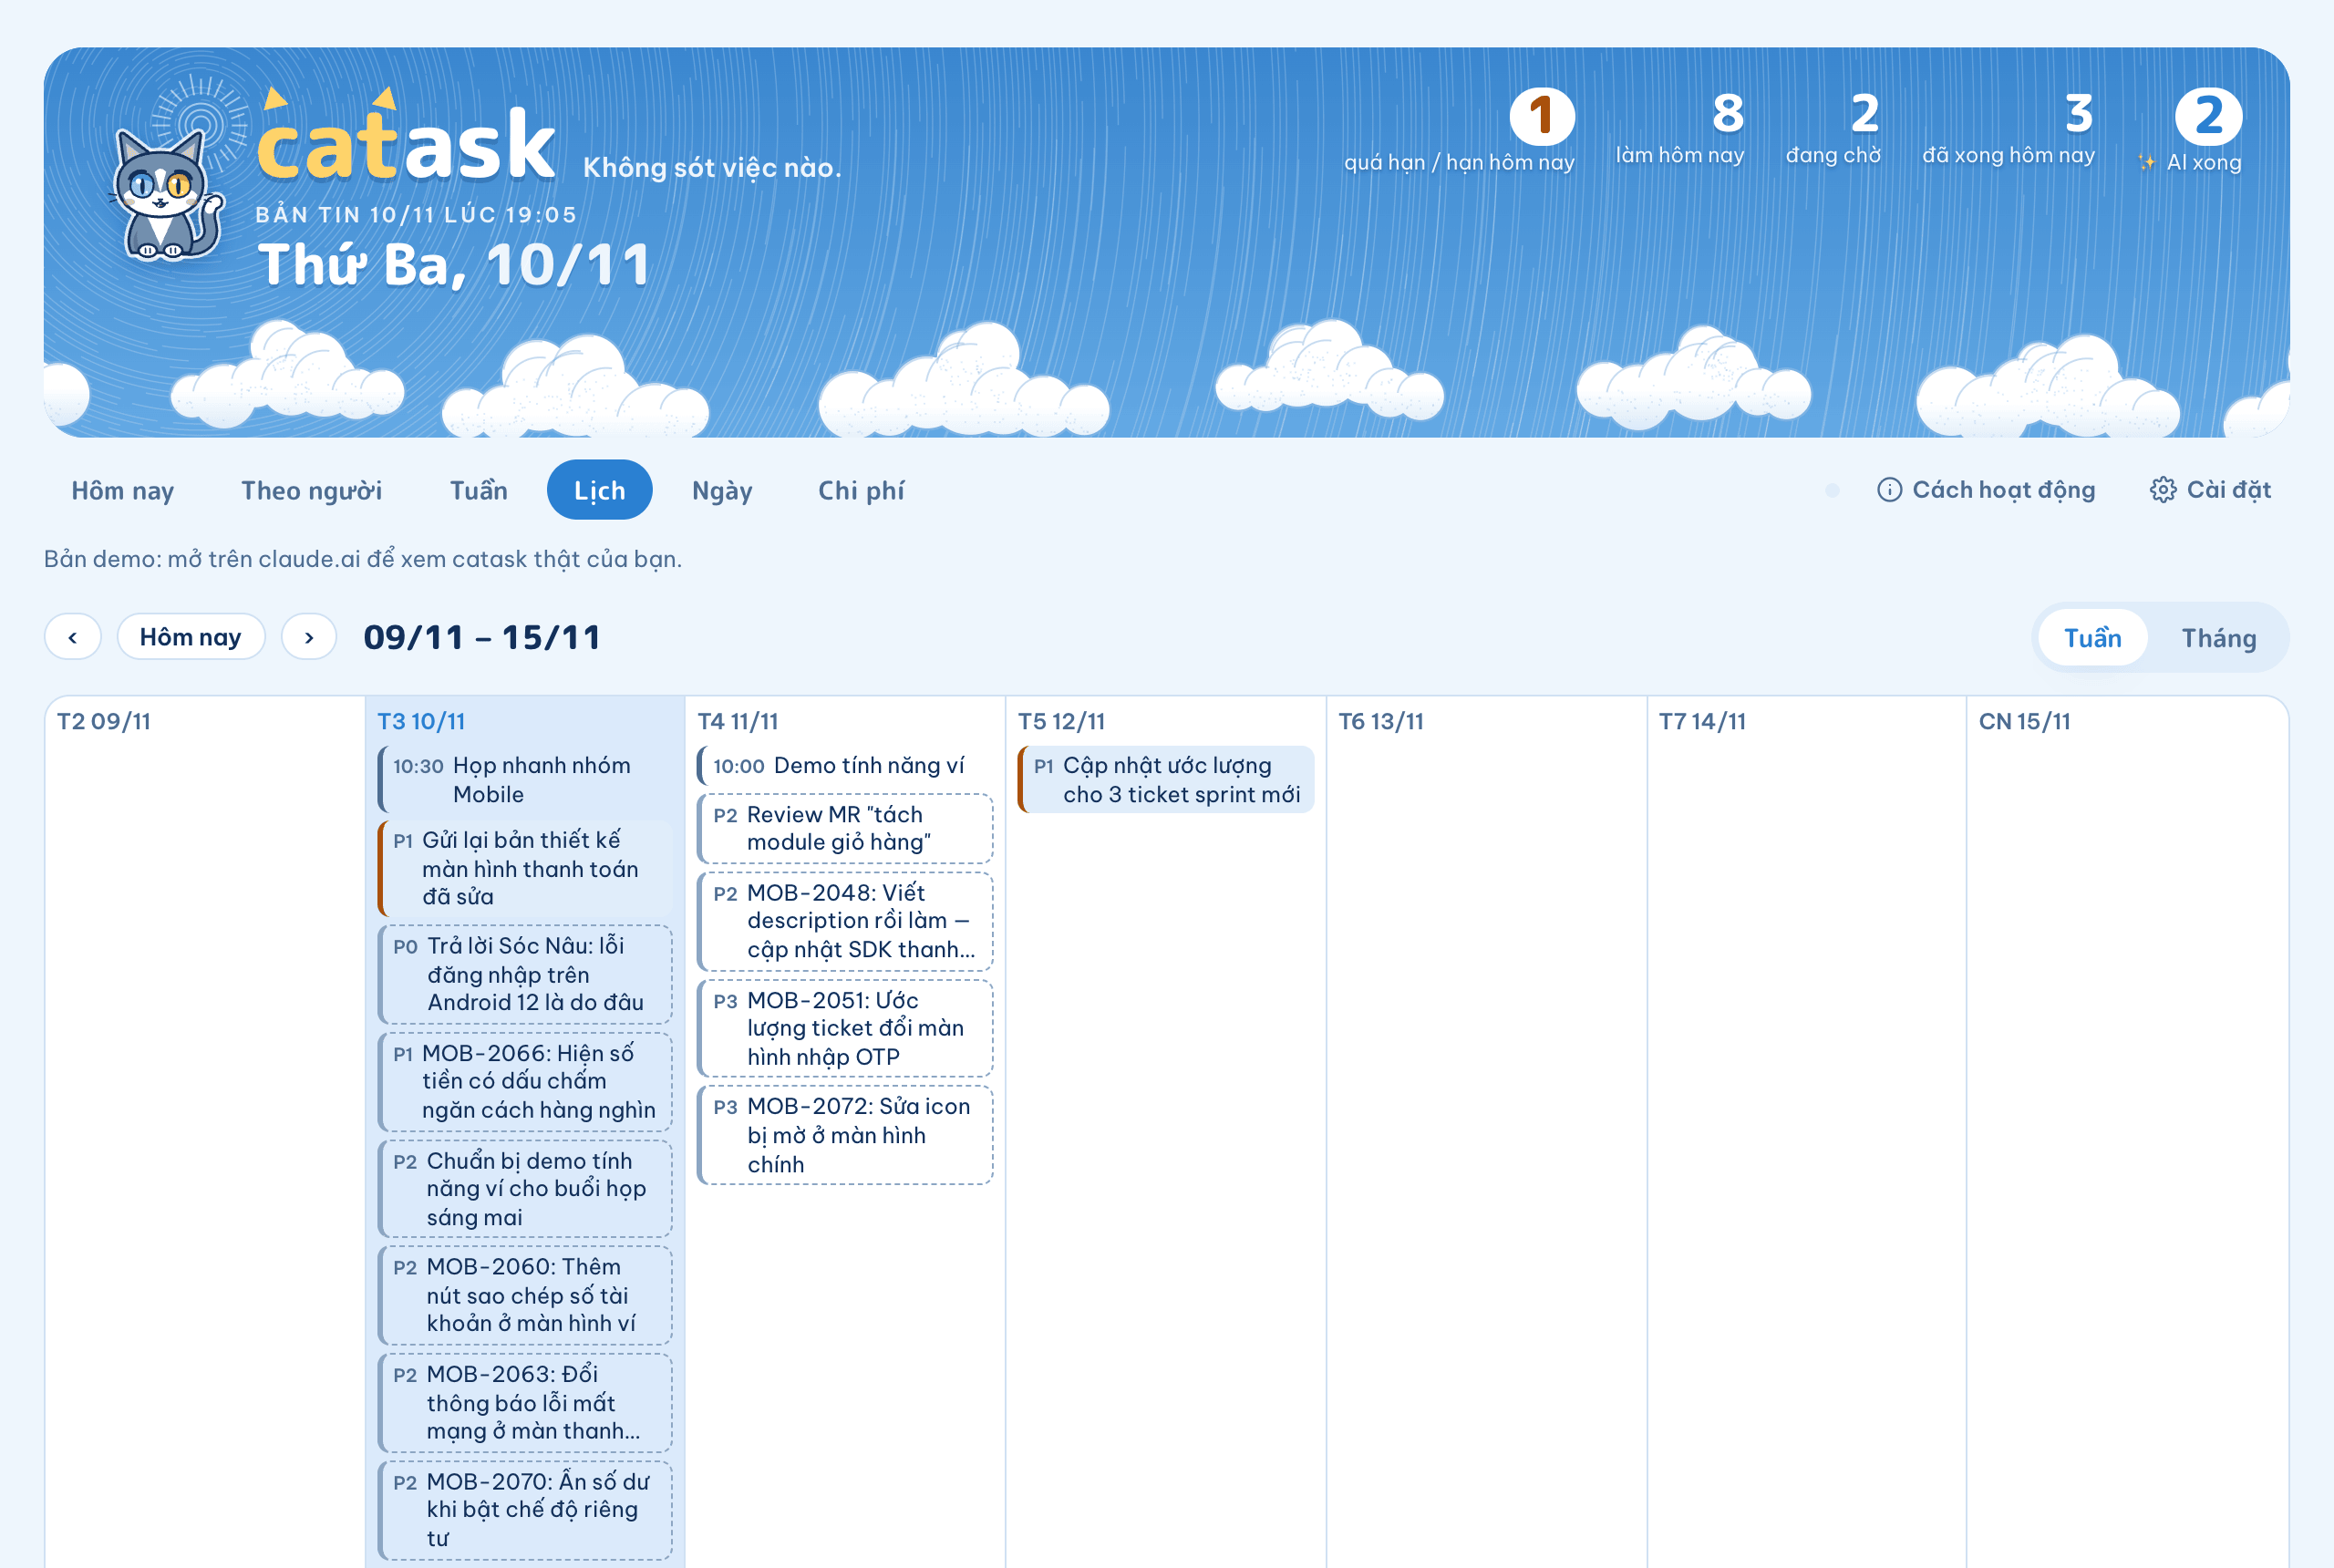 catask Không sót việc nào.
BẢN TIN 10/11 LÚC 19:05
Thứ Ba, 10/11
1
quá hạn / hạn hôm nay
8
làm hôm nay
2
đang chờ
3
đã xong hôm nay
2
✨ AI xong
Hôm nay Theo người Tuần Lịch Ngày Chi phí Cách hoạt động Cài đặt
Bản demo: mở trên claude.ai để xem catask thật của bạn.
‹ Hôm nay › 09/11 – 15/11 Tuần Tháng
T2 09/11
T3 10/11
10:30 Họp nhanh nhóm
Mobile
P1 Gửi lại bản thiết kế
màn hình thanh toán
đã sửa
P0 Trả lời Sóc Nâu: lỗi
đăng nhập trên
Android 12 là do đâu
P1 MOB-2066: Hiện số
tiền có dấu chấm
ngăn cách hàng nghìn
P2 Chuẩn bị demo tính
năng ví cho buổi họp
sáng mai
P2 MOB-2060: Thêm
nút sao chép số tài
khoản ở màn hình ví
P2 MOB-2063: Đổi
thông báo lỗi mất
mạng ở màn thanh...
P2 MOB-2070: Ẩn số dư
khi bật chế độ riêng
tư
T4 11/11
10:00 Demo tính năng ví
P2 Review MR "tách
module giỏ hàng"
P2 MOB-2048: Viết
description rồi làm —
cập nhật SDK thanh...
P3 MOB-2051: Ước
lượng ticket đổi màn
hình nhập OTP
P3 MOB-2072: Sửa icon
bị mờ ở màn hình
chính
T5 12/11
P1 Cập nhật ước lượng
cho 3 ticket sprint mới
T6 13/11
T7 14/11
CN 15/11